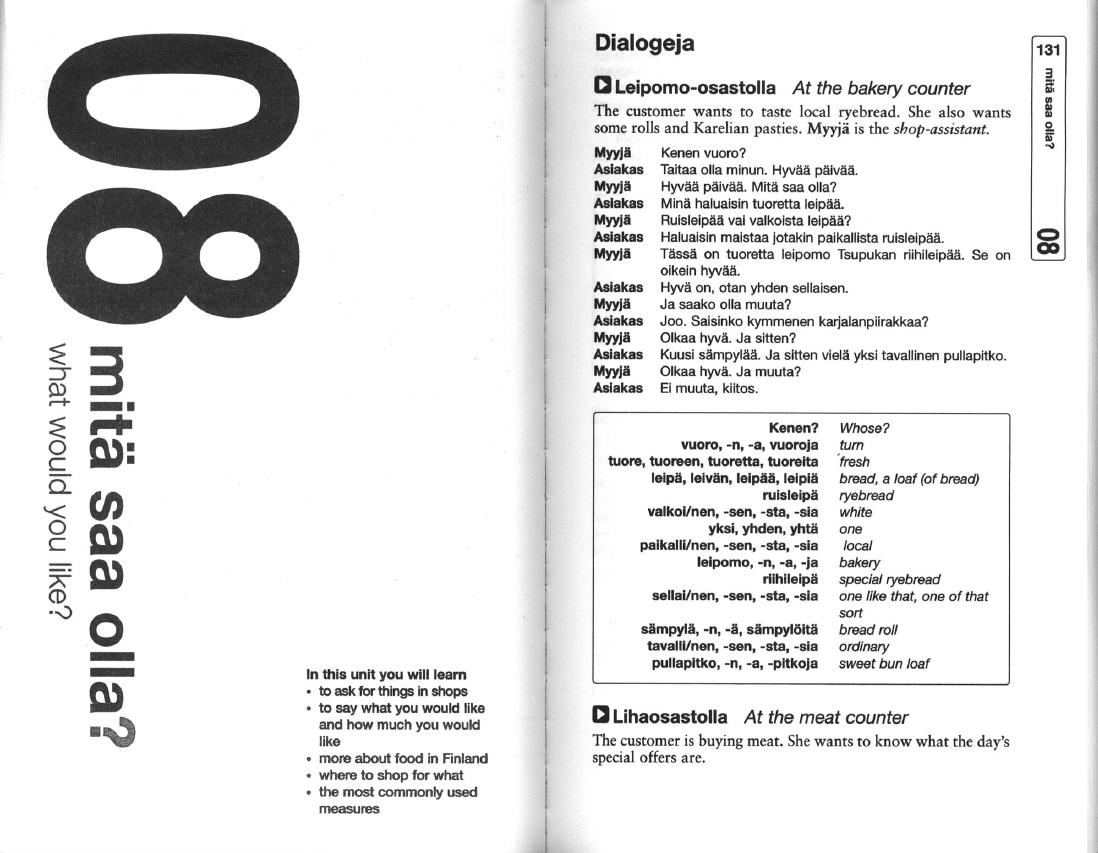 08
mitä saa olla?
what would you like?
In this unit you will learn
• to ask for things in shops
• to say what you would like
and how much you would
like
• more about food in Finland
• where to shop for what
• the most commonly used
measures
Dialogeja
Leipomo-osastolla At the bakery counter
The customer wants to taste local ryebread. She also wants
some rolls and Karelian pasties. Myyjä is the shop-assistant.
Myyjä Kenen vuoro?
Asiakas Taitaa olla minun. Hyvää päivää.
Myyjä Hyvää päivää. Mitä saa olla?
Asiakas Minä haluaisin tuoretta leipää.
Myyjä Ruisleipää vai valkoista leipää?
Asiakas Haluaisin maistaa jotakin paikallista ruisleipää.
Myyjä Tässä on tuoretta leipomo Tsupukan riihileipää. Se on
oikein hyvää.
Asiakas Hyvä on, otan yhden sellaisen.
Myyjä Ja saako olla muuta?
Asiakas Joo. Saisinko kymmenen karjalanpiirakkaa?
Myyjä Olkaa hyvä. Ja sitten?
Asiakas Kuusi sämpylää. Ja sitten vielä yksi tavallinen pullapitko.
Myyjä Olkaa hyvä. Ja muuta?
Asiakas Ei muuta, kiitos.
Kenen? Whose?
vuoro, -n, -a, vuoroja turn
tuore, tuoreen, tuoretta, tuoreita fresh
leipä, leivän, leipää, leipiä bread, a loaf (of bread)
ruisleipä ryebread
valkoi/nen, -sen, -sta, -sia white
yksi, yhden, yhtä one
paikalli/nen, -sen, -sta, -sia local
leipomo, -n, -a, -ja bakery
riihileipä special ryebread
sellai/nen, -sen, -sta, -sia one like that, one of that
sort
sämpylä, -n, -ä, sämpylöitä bread roll
tavalli/nen, -sen, -sta, -sia ordinary
pullapitko, -n, -a, -pitkoja sweet bun loaf
Lihaosastolla At the meat counter
The customer is buying meat. She wants to know what the day's
special offers are.
131
mitä saa olla?
08